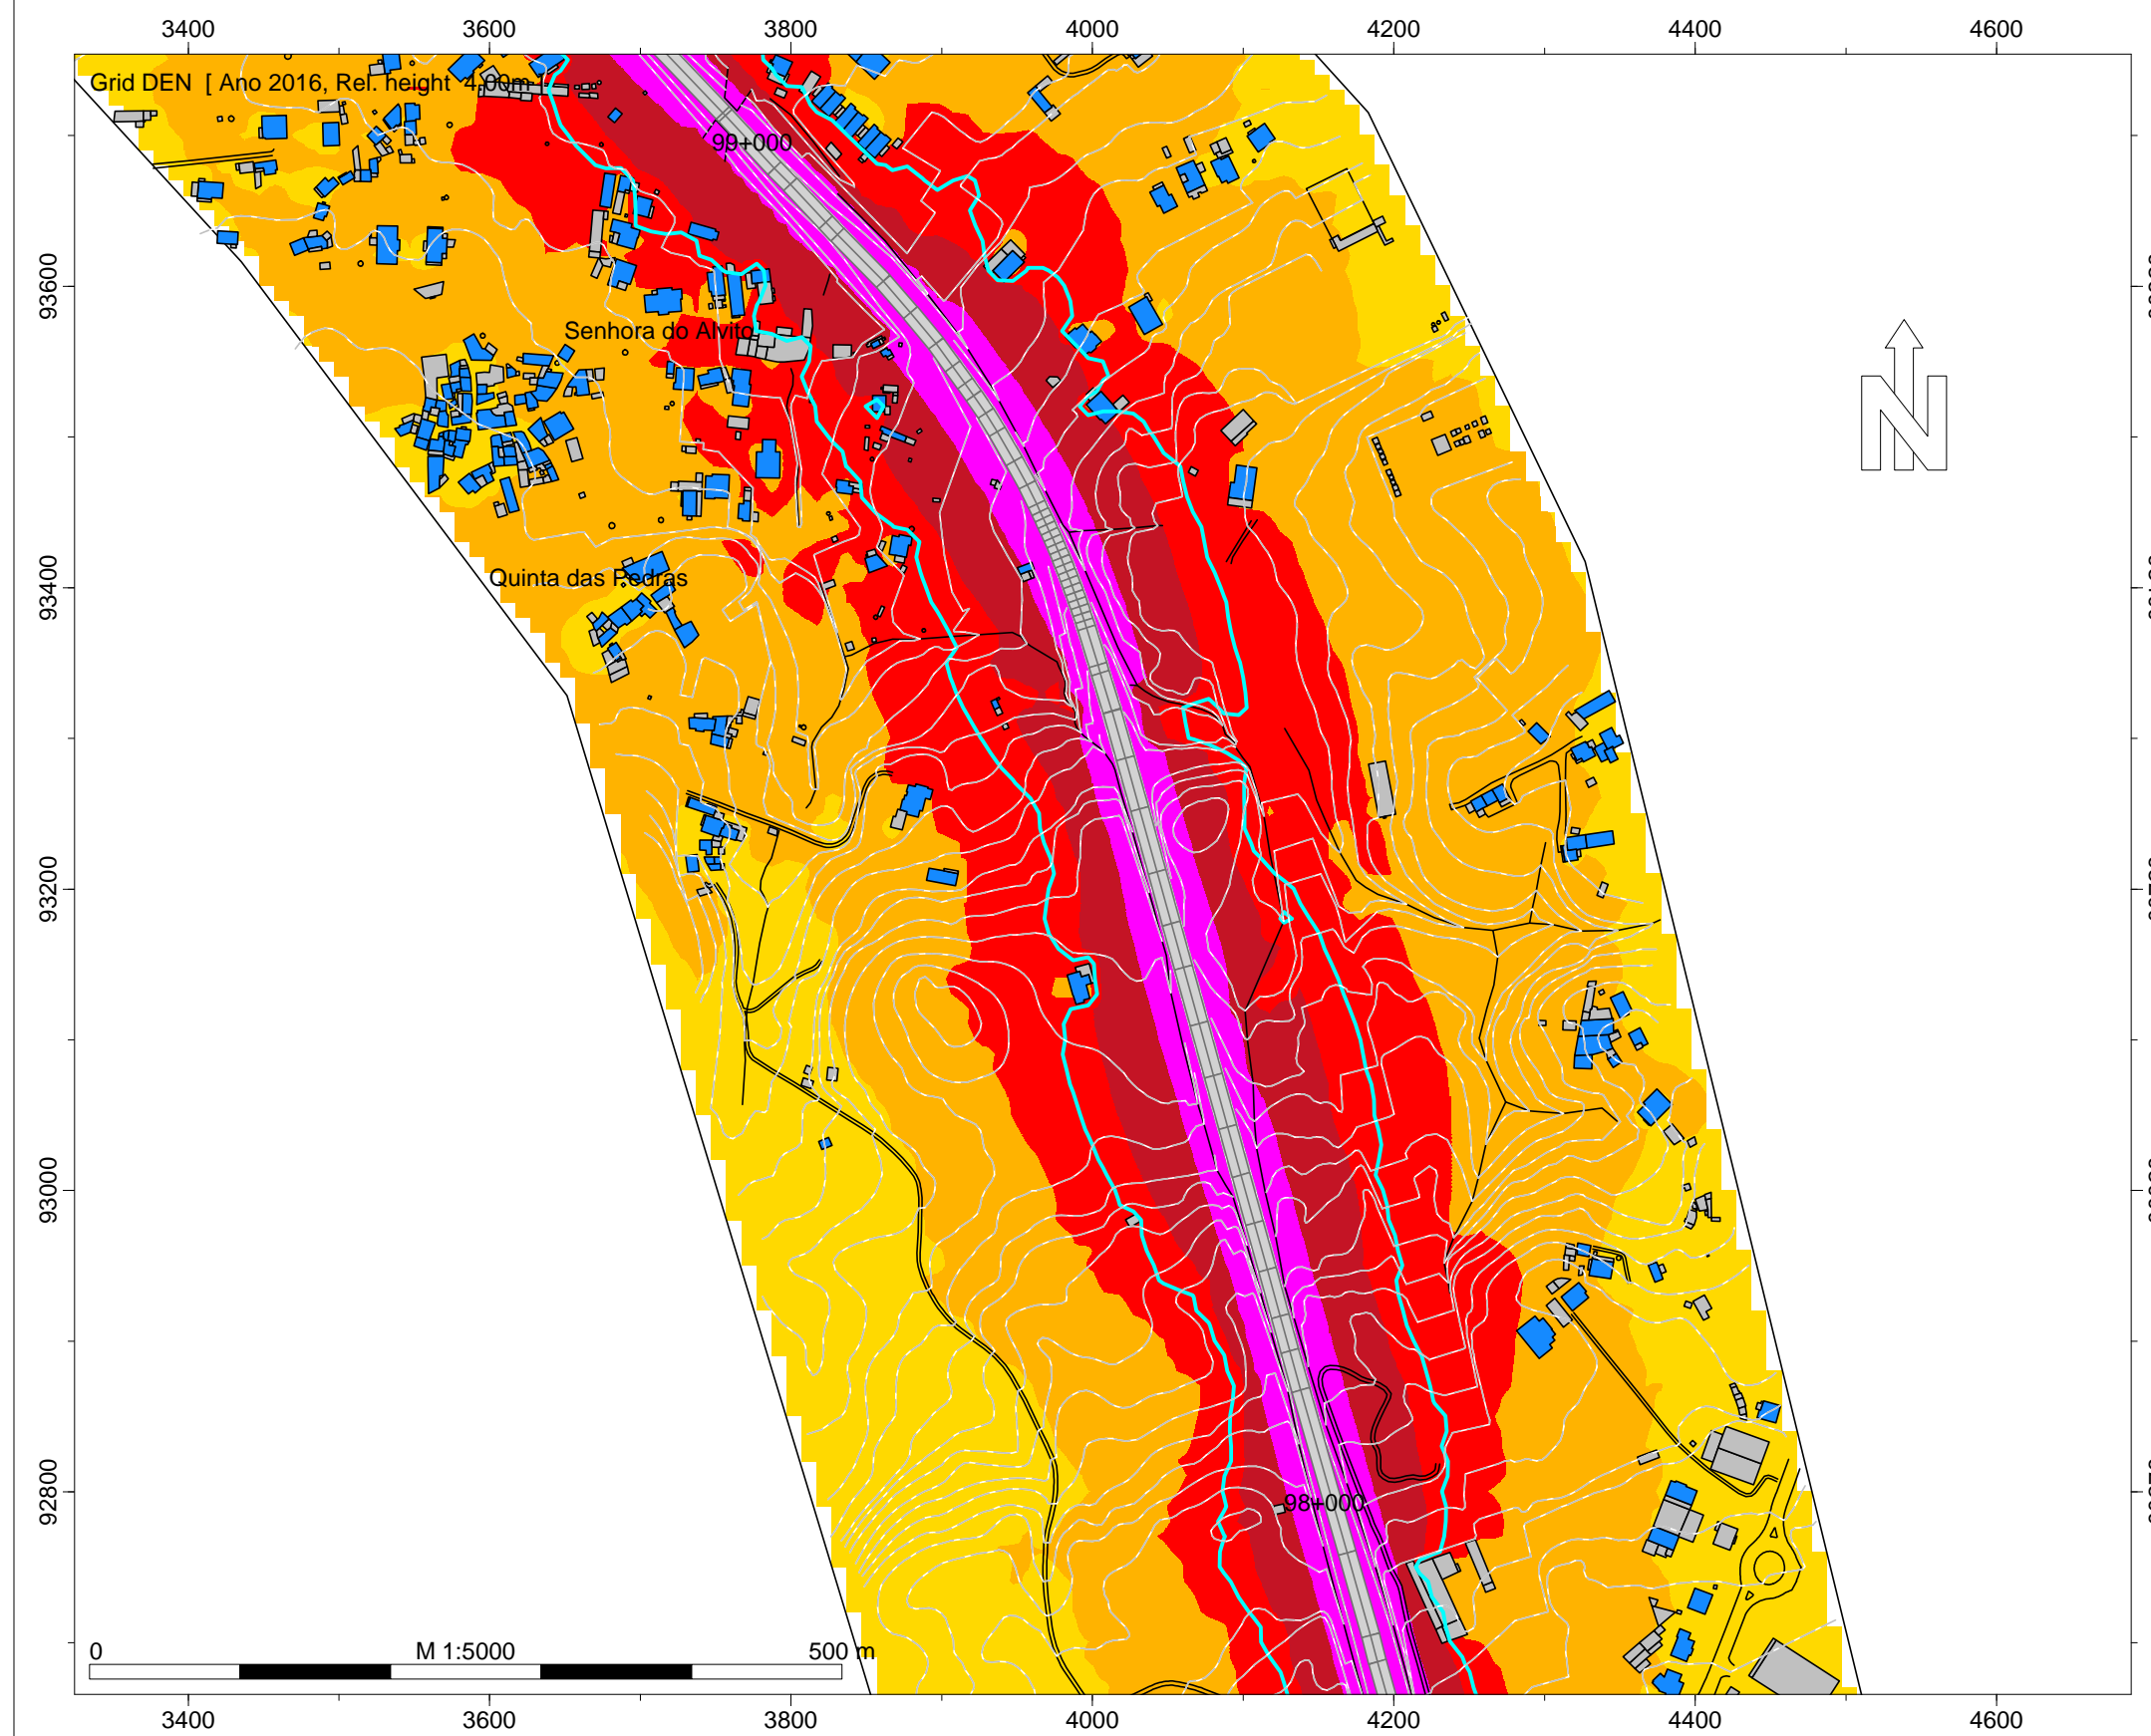 3400 3600 3800 4000 4200 4400 4600
Grid DEN [ Ano 2016, Rel. height 4.00m
99+000
93600
Senhora do Alvito
N
93400
Quinta das Pedras
93200
93000
92800
98+000
0 M 1:5000 500 m
3400 3600 3800 4000 4200 4400 4600